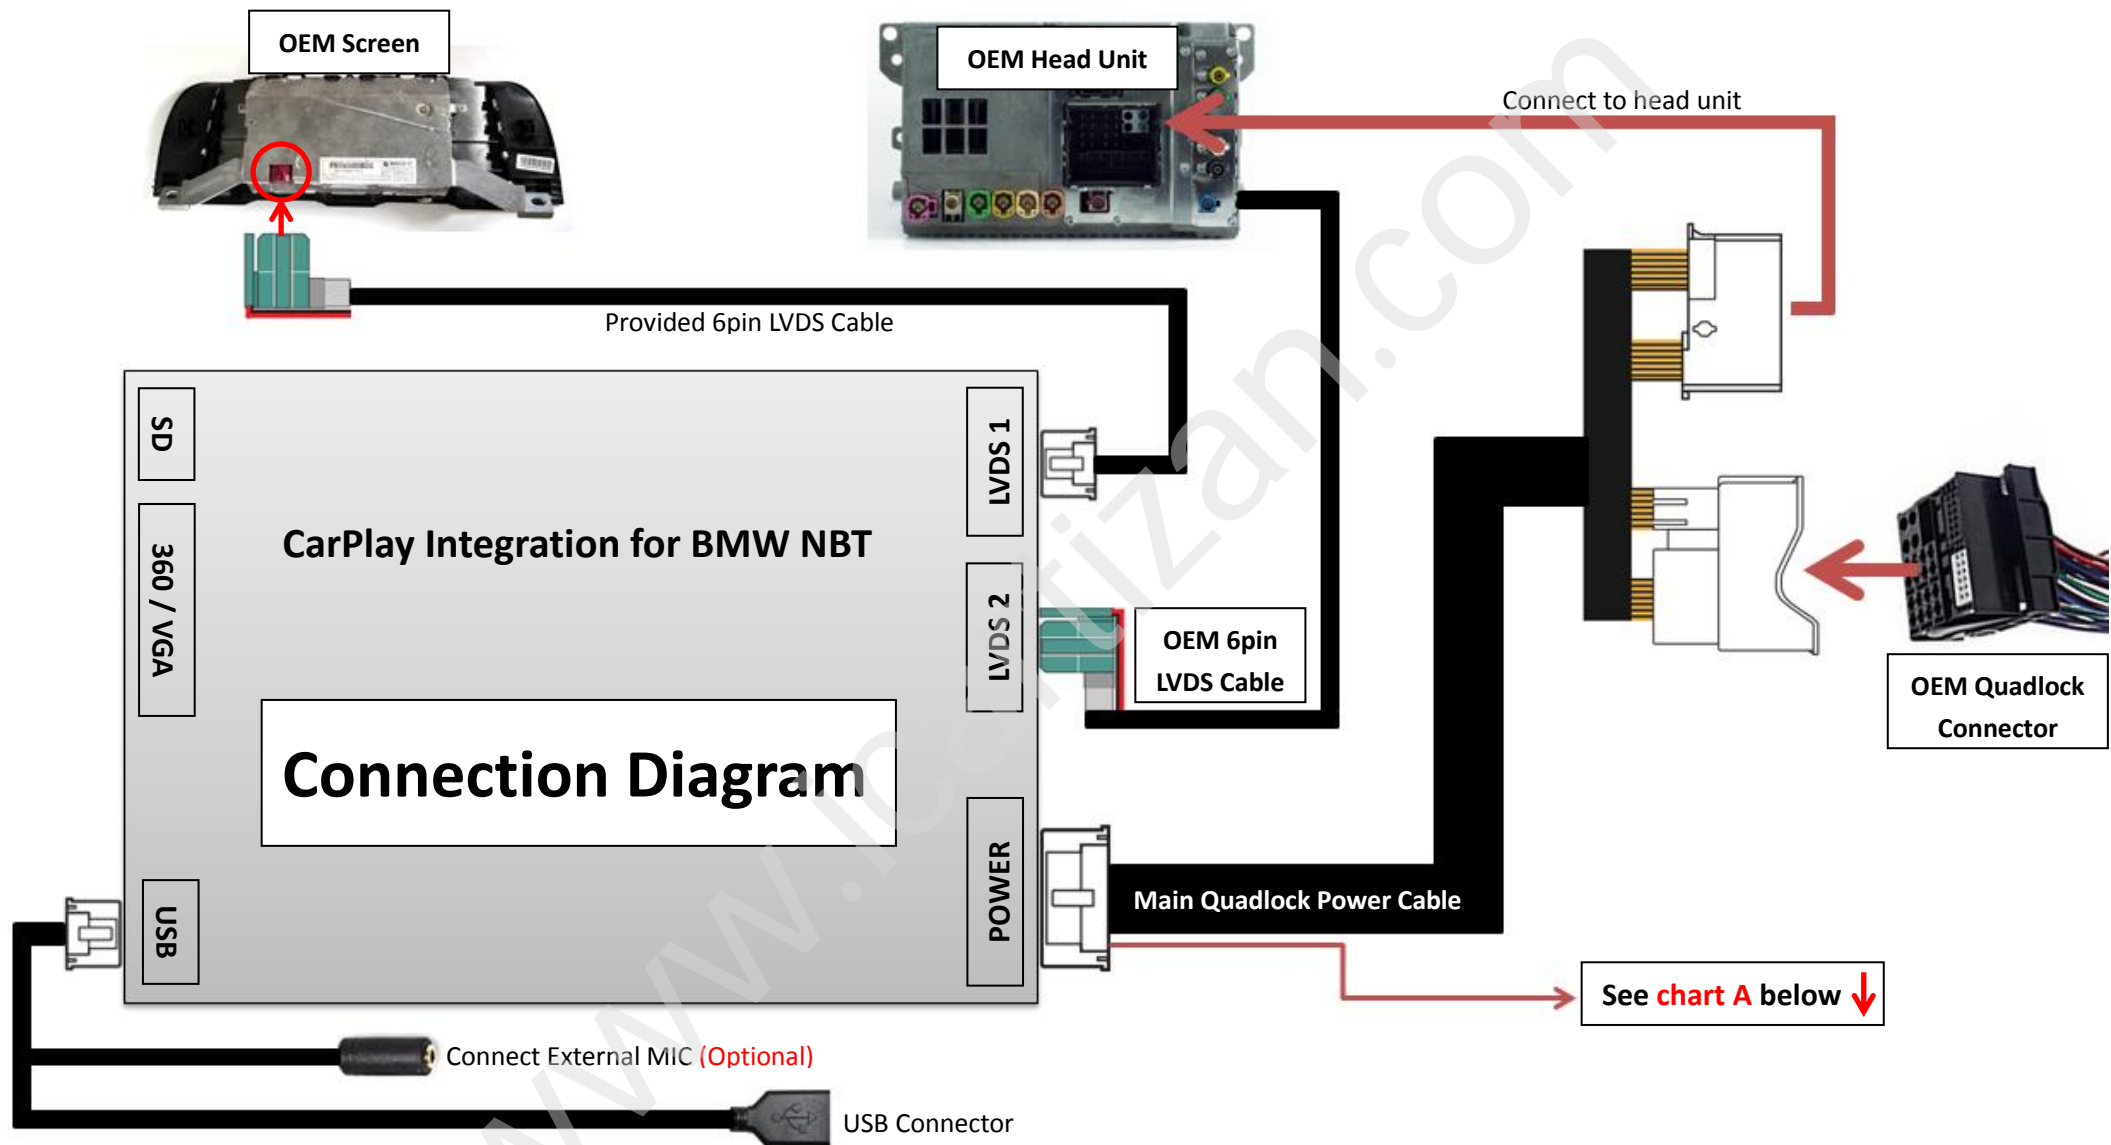 OEM Screen
OEM Head Unit
Connect to head unit
Provided 6pin LVDS Cable
SD
LVDS 1
CarPlay Integration for BMW NBT
360 / VGA
LVDS 2
OEM 6pin
LVDS Cable
OEM Quadlock
Connector
Connection Diagram
POWER
Main Quadlock Power Cable
USB
See chart A below
Connect External MIC (Optional)
USB Connector
www.icartizan.com